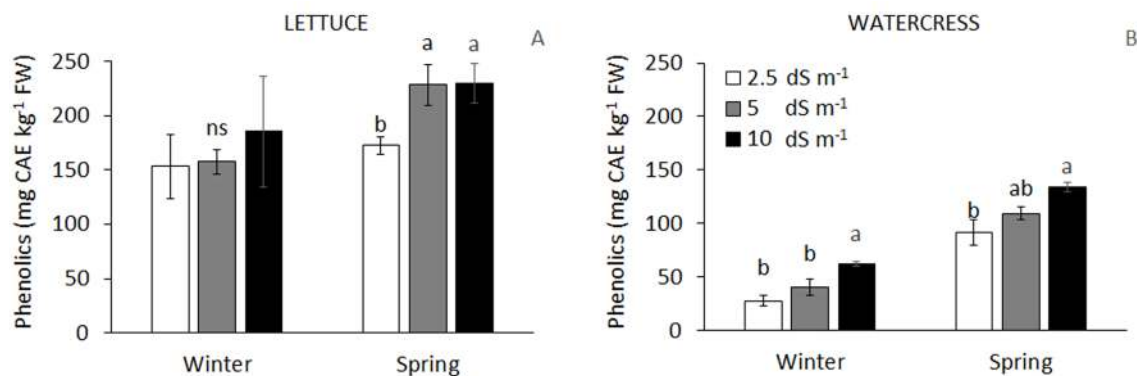 LETTUCE
A
Phenolics (mg CAE kg⁻¹ FW)
250
200
150
100
50
0
ns
b
a
a
Winter
Spring
WATERCRESS
B
Phenolics (mg CAE kg⁻¹ FW)
250
200
150
100
50
0
2.5 dS m⁻¹
5 dS m⁻¹
10 dS m⁻¹
b
b
a
b
ab
a
Winter
Spring